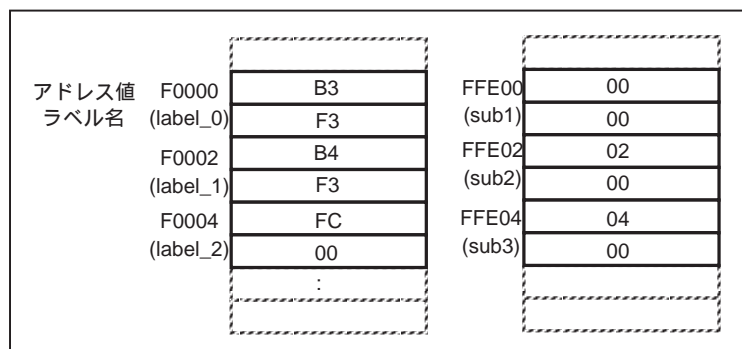 アドレス値 F0000 B3 FFE00 00
ラベル名 (label_0) F3 (sub1) 00
F0002 B4 FFE02 02
(label_1) F3 (sub2) 00
F0004 FC FFE04 04
(label_2) 00 (sub3) 00
: